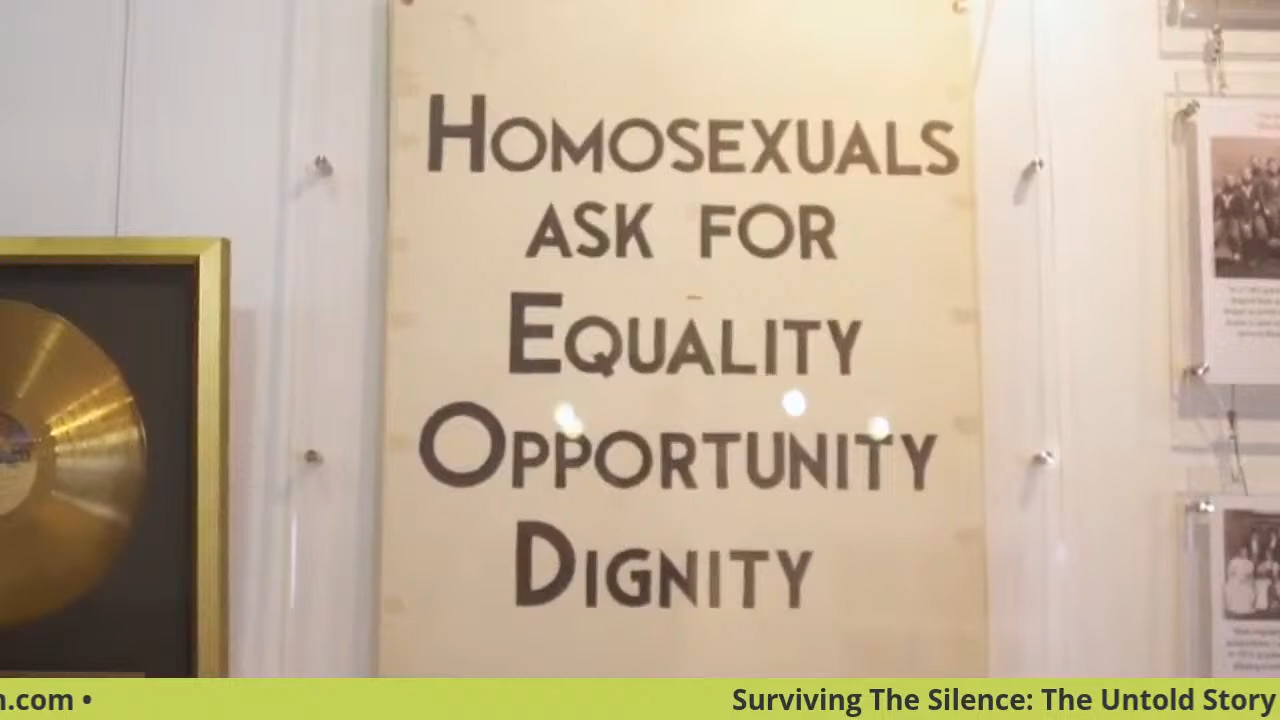 HOMOSEXUALS
ASK FOR
EQUALITY
OPPORTUNITY
DIGNITY
n.com •
Surviving The Silence: The Untold Story